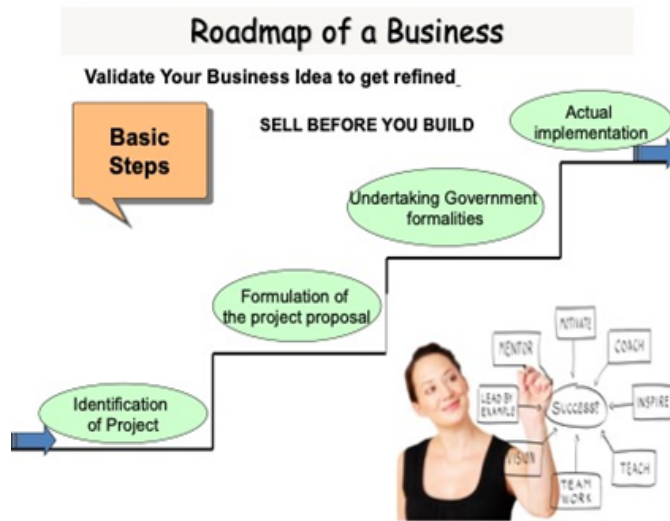 Roadmap of a Business
Validate Your Business Idea to get refined_
SELL BEFORE YOU BUILD
Basic
Steps
Actual
implementation
Undertaking Government
formalities
Formulation of
the project proposal
Identification
of Project
MOTIVATE
MENTOR
COACH
LEAD BY
EXAMPLE
SUCCESS!
INSPIRE
VISION
TEACH
TEAM
WORK